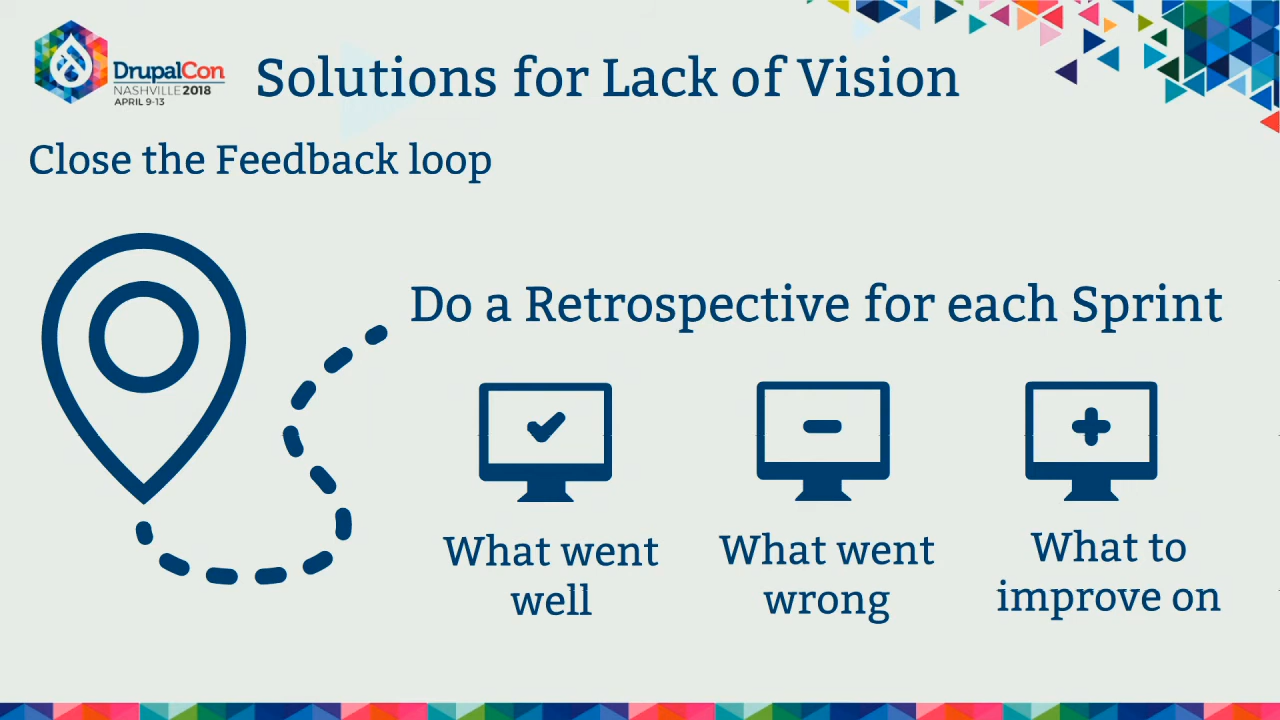 DrupalCon
NASHVILLE 2018
APRIL 9-13
Solutions for Lack of Vision
Close the Feedback loop
Do a Retrospective for each Sprint
What went
well
What went
wrong
What to
improve on